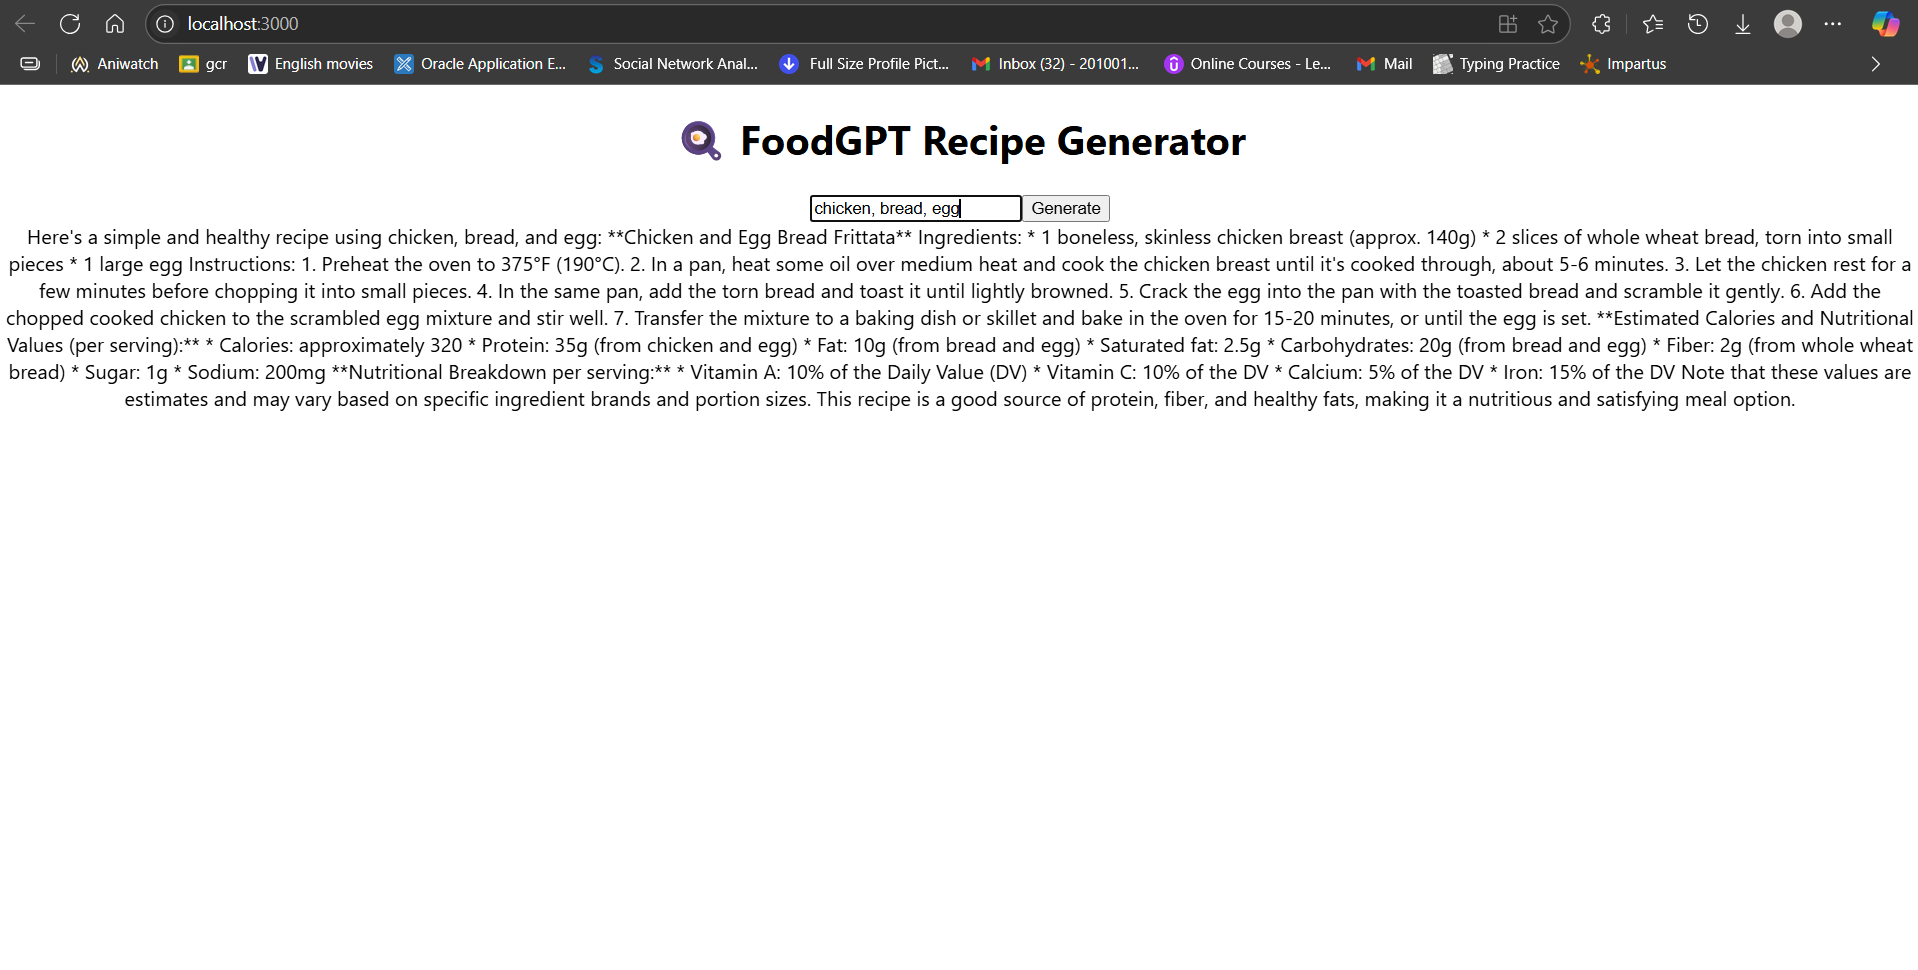 localhost:3000
Aniwatch gcr English movies Oracle Application E... Social Network Anal... Full Size Profile Pict... Inbox (32) - 201001... Online Courses - Le... Mail Typing Practice Impartus
FoodGPT Recipe Generator
chicken, bread, egg Generate
Here's a simple and healthy recipe using chicken, bread, and egg: **Chicken and Egg Bread Frittata** Ingredients: * 1 boneless, skinless chicken breast (approx. 140g) * 2 slices of whole wheat bread, torn into small
pieces * 1 large egg Instructions: 1. Preheat the oven to 375°F (190°C). 2. In a pan, heat some oil over medium heat and cook the chicken breast until it's cooked through, about 5-6 minutes. 3. Let the chicken rest for a
few minutes before chopping it into small pieces. 4. In the same pan, add the torn bread and toast it until lightly browned. 5. Crack the egg into the pan with the toasted bread and scramble it gently. 6. Add the
chopped cooked chicken to the scrambled egg mixture and stir well. 7. Transfer the mixture to a baking dish or skillet and bake in the oven for 15-20 minutes, or until the egg is set. **Estimated Calories and Nutritional
Values (per serving):** * Calories: approximately 320 * Protein: 35g (from chicken and egg) * Fat: 10g (from bread and egg) * Saturated fat: 2.5g * Carbohydrates: 20g (from bread and egg) * Fiber: 2g (from whole wheat
bread) * Sugar: 1g * Sodium: 200mg **Nutritional Breakdown per serving:** * Vitamin A: 10% of the Daily Value (DV) * Vitamin C: 10% of the DV * Calcium: 5% of the DV * Iron: 15% of the DV Note that these values are
estimates and may vary based on specific ingredient brands and portion sizes. This recipe is a good source of protein, fiber, and healthy fats, making it a nutritious and satisfying meal option.